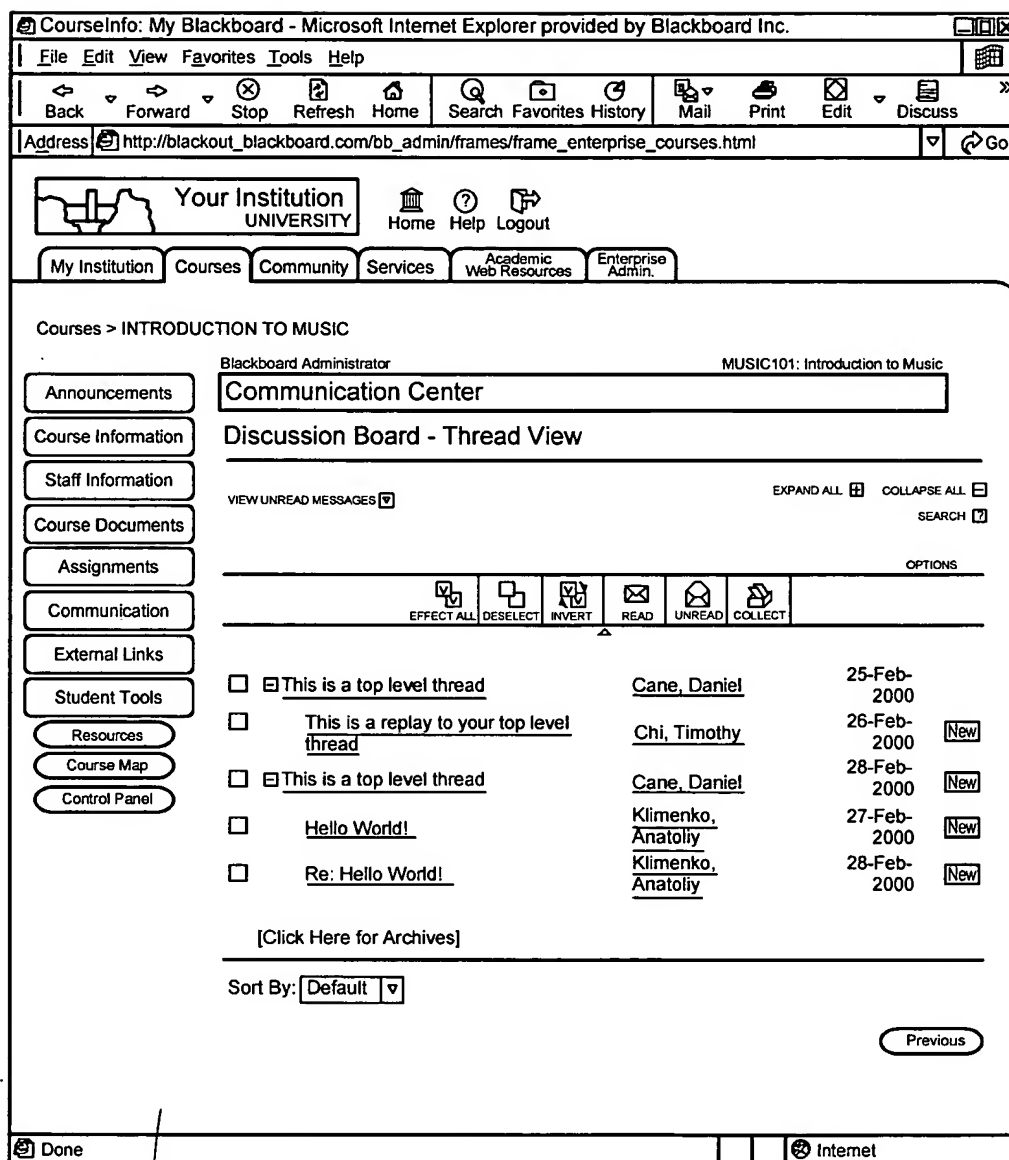 CourseInfo: My Blackboard - Microsoft Internet Explorer provided by Blackboard Inc.
File Edit View Favorites Tools Help
Back Forward Stop Refresh Home Search Favorites History Mail Print Edit Discuss »
Address http://blackout_blackboard.com/bb_admin/frames/frame_enterprise_courses.html Go
Your Institution
UNIVERSITY
Home Help Logout
My Institution Courses Community Services Academic Web Resources Enterprise Admin.
Courses > INTRODUCTION TO MUSIC
Blackboard Administrator MUSIC101: Introduction to Music
Announcements
Communication Center
Course Information
Discussion Board - Thread View
Staff Information
VIEW UNREAD MESSAGES EXPAND ALL COLLAPSE ALL
SEARCH
Course Documents
Assignments
OPTIONS
Communication
EFFECT ALL DESELECT INVERT READ UNREAD COLLECT
External Links
Student Tools
Resources
Course Map
Control Panel
This is a top level thread Cane, Daniel 25-Feb-
2000
This is a replay to your top level
thread Chi, Timothy 26-Feb-
2000 New
This is a top level thread Cane, Daniel 28-Feb-
2000 New
Hello World! Klimenko,
Anatoliy 27-Feb-
2000 New
Re: Hello World! Klimenko,
Anatoliy 28-Feb-
2000 New
[Click Here for Archives]
Sort By: Default
Previous
Done Internet